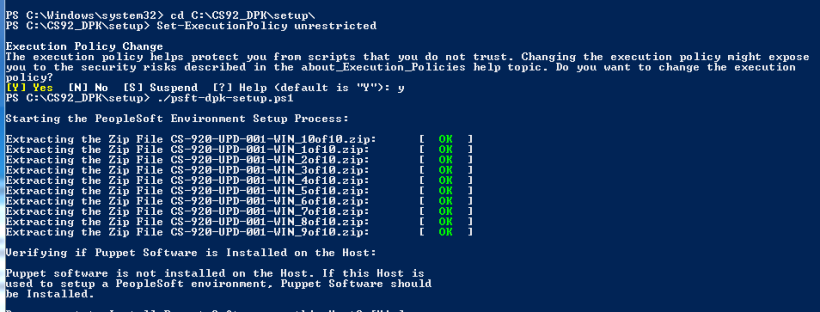 PS C:\Windows\system32> cd C:\CS92_DPK\setup\
PS C:\CS92_DPK\setup> Set-ExecutionPolicy unrestricted
Execution Policy Change
The execution policy helps protect you from scripts that you do not trust. Changing the execution policy might expose
you to the security risks described in the about_Execution_Policies help topic. Do you want to change the execution
policy?
[Y] Yes  [N] No  [S] Suspend  [?] Help (default is "Y"): y
PS C:\CS92_DPK\setup> ./psft-dpk-setup.ps1
Starting the PeopleSoft Environment Setup Process:
Extracting the Zip File CS-920-UPD-001-WIN_10of10.zip: [ OK ]
Extracting the Zip File CS-920-UPD-001-WIN_1of10.zip: [ OK ]
Extracting the Zip File CS-920-UPD-001-WIN_2of10.zip: [ OK ]
Extracting the Zip File CS-920-UPD-001-WIN_3of10.zip: [ OK ]
Extracting the Zip File CS-920-UPD-001-WIN_4of10.zip: [ OK ]
Extracting the Zip File CS-920-UPD-001-WIN_5of10.zip: [ OK ]
Extracting the Zip File CS-920-UPD-001-WIN_6of10.zip: [ OK ]
Extracting the Zip File CS-920-UPD-001-WIN_7of10.zip: [ OK ]
Extracting the Zip File CS-920-UPD-001-WIN_8of10.zip: [ OK ]
Extracting the Zip File CS-920-UPD-001-WIN_9of10.zip: [ OK ]
Verifying if Puppet Software is Installed on the Host:
Puppet software is not installed on the Host. If this Host is
used to setup a PeopleSoft environment, Puppet Software should
be Installed.